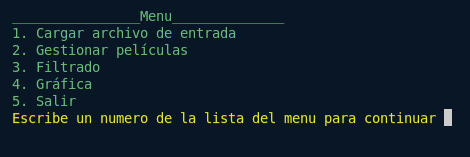 ________________Menu______________
1. Cargar archivo de entrada
2. Gestionar películas
3. Filtrado
4. Gráfica
5. Salir
Escribe un numero de la lista del menu para continuar